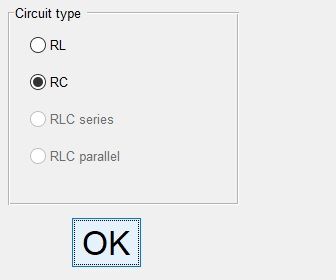 Circuit type
RL
RC
RLC series
RLC parallel
OK